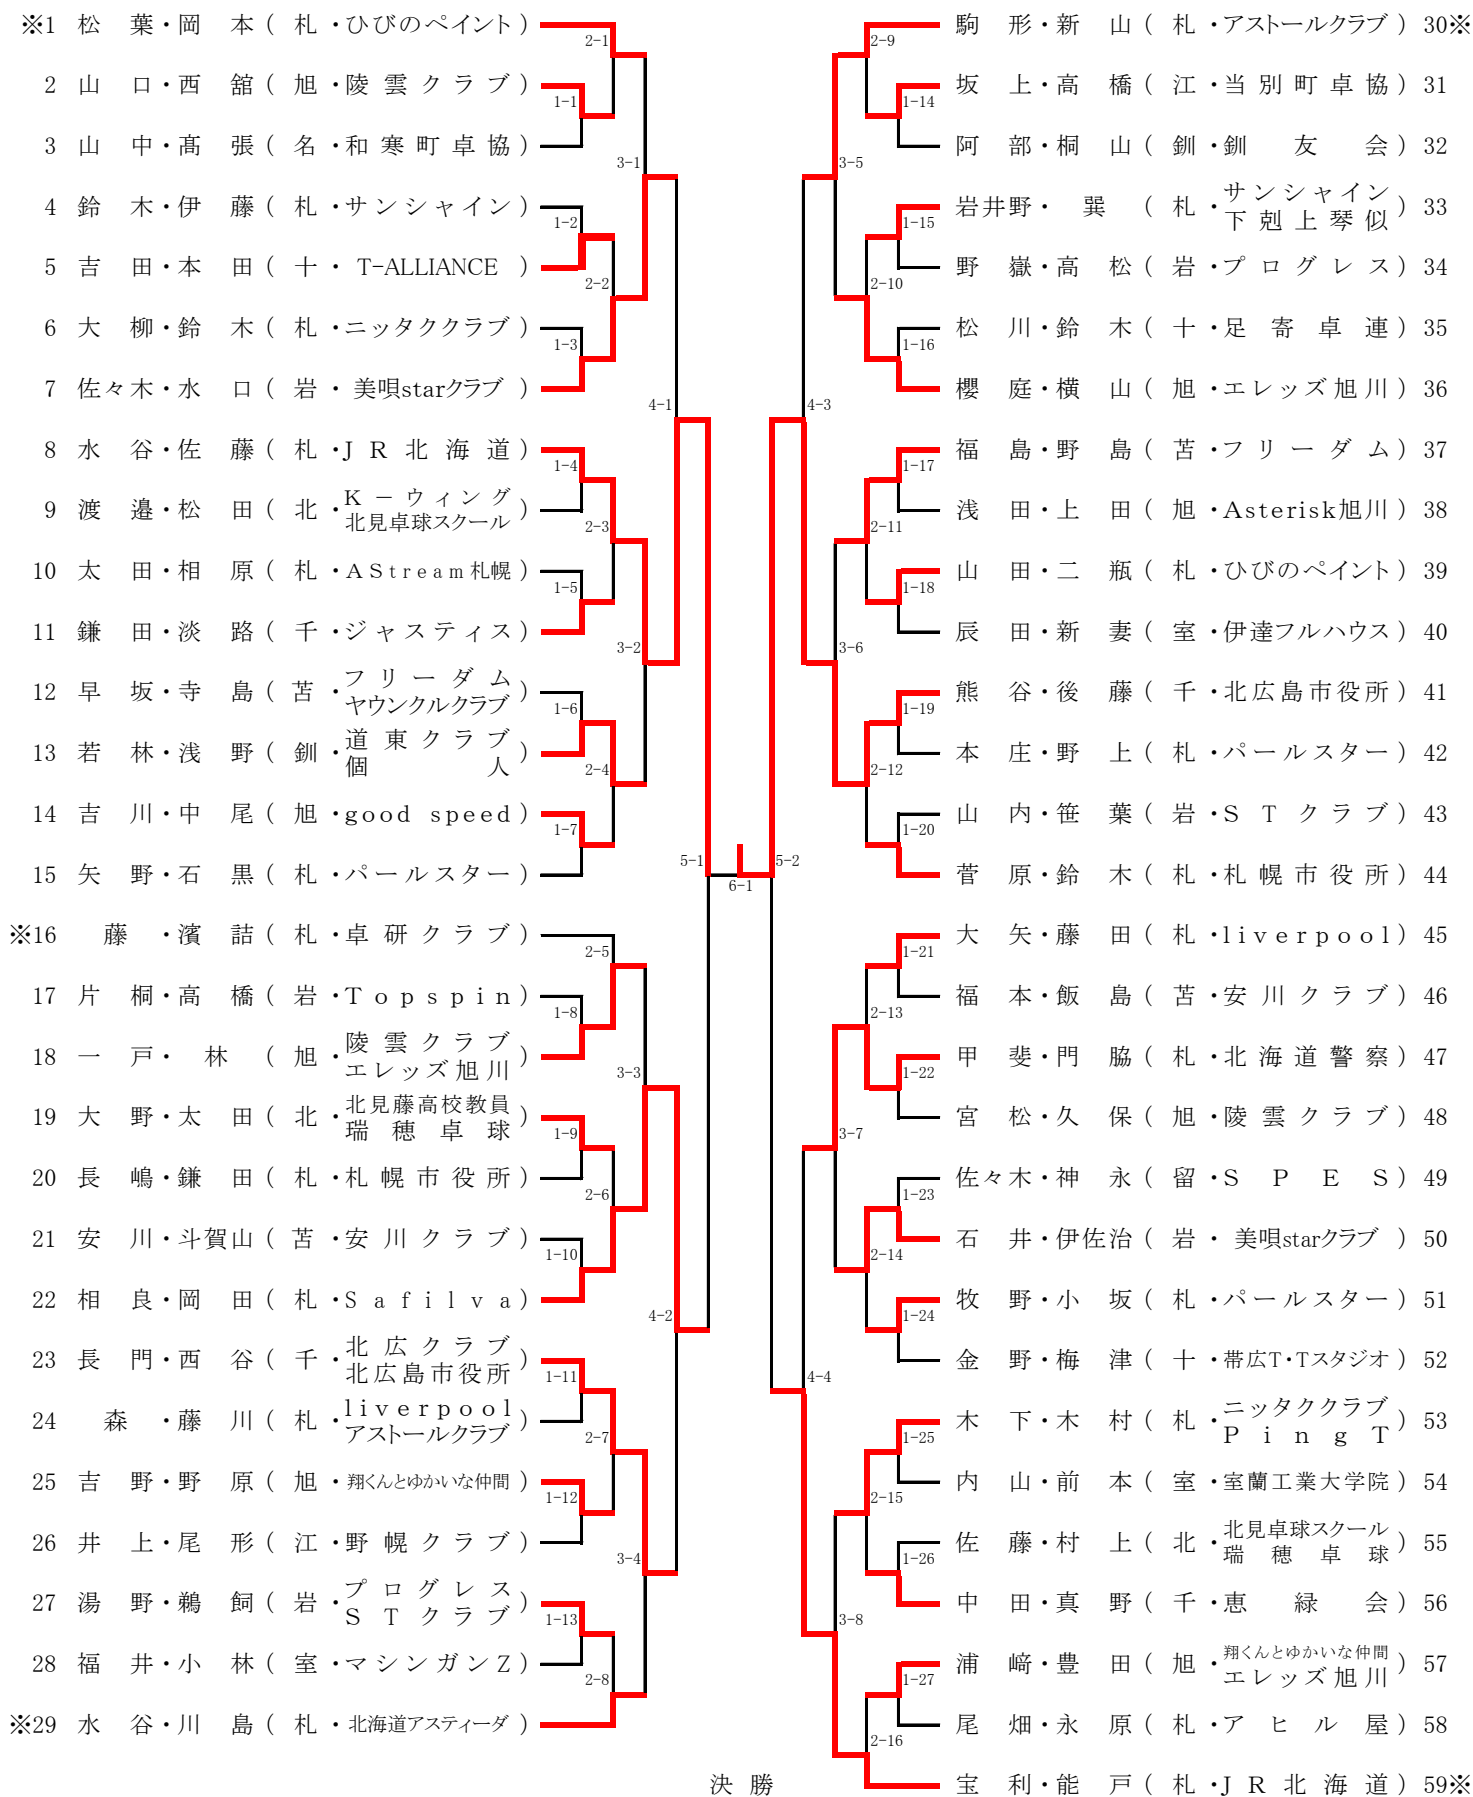 ※1 松 葉・岡 本 ( 札 ・ひびのペイント )
2 山 口・西 舘 ( 旭 ・陵 雲 ク ラ ブ )
3 山 中・髙 張 ( 名 ・和 寒 町 卓 協 )
4 鈴 木・伊 藤 ( 札 ・サンシャイン )
5 吉 田・本 田 ( 十 ・ T-ALLIANCE )
6 大 柳・鈴 木 ( 札 ・ニッタククラブ )
7 佐々木・水 口 ( 岩 ・ 美唄starクラブ )
8 水 谷・佐 藤 ( 札 ・J R 北 海 道 )
9 渡 邉・松 田 ( 北 ・K－ウィング 北見卓球スクール )
10 太 田・相 原 ( 札 ・AStream札幌 )
11 鎌 田・淡 路 ( 千 ・ジャスティス )
12 早 坂・寺 島 ( 苫 ・フリーダム ヤウンクルクラブ )
13 若 林・浅 野 ( 釧 ・道東クラブ 個 人 )
14 吉 川・中 尾 ( 旭 ・good speed )
15 矢 野・石 黒 ( 札 ・パールスター )
※16 藤 ・濱 詰 ( 札 ・卓 研 ク ラ ブ )
17 片 桐・高 橋 ( 岩 ・Topspin )
18 一 戸・ 林 ( 旭 ・陵雲クラブ エレッズ旭川 )
19 大 野・太 田 ( 北 ・北見藤高校教員 瑞穂卓球 )
20 長 嶋・鎌 田 ( 札 ・札 幌 市 役 所 )
21 安 川・斗賀山 ( 苫 ・安 川 ク ラ ブ )
22 相 良・岡 田 ( 札 ・Safilva )
23 長 門・西 谷 ( 千 ・北広クラブ 北広島市役所 )
24 森 ・藤 川 ( 札 ・liverpool アストールクラブ )
25 吉 野・野 原 ( 旭 ・翔くんとゆかいな仲間 )
26 井 上・尾 形 ( 江 ・野 幌 ク ラ ブ )
27 湯 野・鵜 飼 ( 岩 ・プログレス STクラブ )
28 福 井・小 林 ( 室 ・マシンガンZ )
※29 水 谷・川 島 ( 札 ・北海道アスティーダ )
2-1
1-1
3-1
1-2
2-2
1-3
4-1
1-4
2-3
1-5
3-2
1-6
2-4
1-7
5-1
2-5
1-8
3-3
1-9
2-6
1-10
4-2
1-11
2-7
1-12
3-4
1-13
2-8
6-1
決 勝
2-9
1-14
3-5
1-15
2-10
1-16
4-3
1-17
2-11
1-18
3-6
1-19
2-12
1-20
5-2
1-21
2-13
1-22
3-7
1-23
2-14
1-24
4-4
1-25
2-15
1-26
3-8
1-27
2-16
駒 形・新 山 ( 札 ・アストールクラブ ) 30※
坂 上・高 橋 ( 江 ・当 別 町 卓 協 ) 31
阿 部・桐 山 ( 釧 ・釧 友 会 ) 32
岩井野・ 巽 ( 札 ・サンシャイン 下剋上琴似 ) 33
野 嶽・高 松 ( 岩 ・プログレス ) 34
松 川・鈴 木 ( 十 ・足 寄 卓 連 ) 35
櫻 庭・横 山 ( 旭 ・エレッズ旭川 ) 36
福 島・野 島 ( 苫 ・フリーダム ) 37
浅 田・上 田 ( 旭 ・Asterisk旭川 ) 38
山 田・二 瓶 ( 札 ・ひびのペイント ) 39
辰 田・新 妻 ( 室 ・伊達フルハウス ) 40
熊 谷・後 藤 ( 千 ・北広島市役所 ) 41
本 庄・野 上 ( 札 ・パールスター ) 42
山 内・笹 葉 ( 岩 ・S T クラブ ) 43
菅 原・鈴 木 ( 札 ・札 幌 市 役 所 ) 44
大 矢・藤 田 ( 札 ・liverpool ) 45
福 本・飯 島 ( 苫 ・安 川 ク ラ ブ ) 46
甲 斐・門 脇 ( 札 ・北 海 道 警 察 ) 47
宮 松・久 保 ( 旭 ・陵 雲 ク ラ ブ ) 48
佐々木・神 永 ( 留 ・S P E S ) 49
石 井・伊佐治 ( 岩 ・ 美唄starクラブ ) 50
牧 野・小 坂 ( 札 ・パールスター ) 51
金 野・梅 津 ( 十 ・帯広T・Tスタジオ ) 52
木 下・木 村 ( 札 ・ニッタククラブ PingT ) 53
内 山・前 本 ( 室 ・室蘭工業大学院 ) 54
佐 藤・村 上 ( 北 ・北見卓球スクール 瑞穂卓球 ) 55
中 田・真 野 ( 千 ・恵 緑 会 ) 56
浦 﨑・豊 田 ( 旭 ・翔くんとゆかいな仲間 エレッズ旭川 ) 57
尾 畑・永 原 ( 札 ・ア ヒ ル 屋 ) 58
宝 利・能 戸 ( 札 ・J R 北 海 道 ) 59※